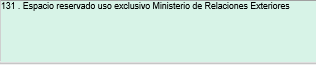 131 . Espacio reservado uso exclusivo Ministerio de Relaciones Exteriores